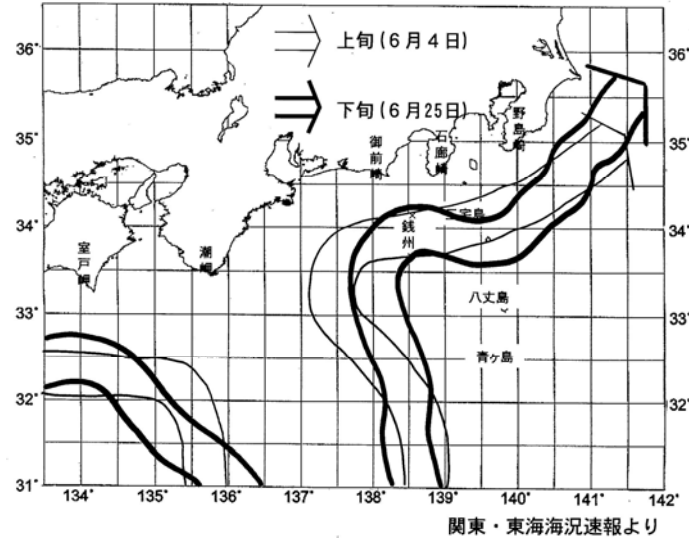 上旬(6月4日)
下旬(6月25日)
36°
35°
34°
33°
32°
31°
36°
35°
34°
33°
32°
134°
135°
136°
137°
138°
139°
140°
141°
142°
野島崎
石廊崎
御前崎
三宅島
銭州
潮岬
室戸岬
八丈島
青ヶ島
関東・東海海況速報より